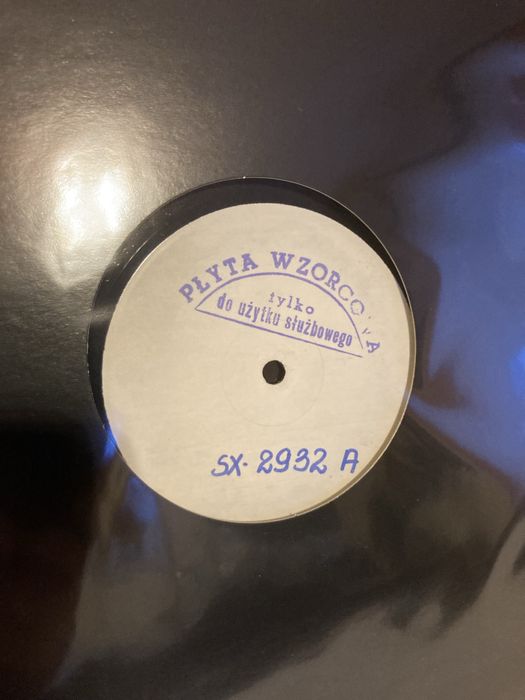 PŁYTA WZORCOWA
tylko
do użytku służbowego
SX-2932 A